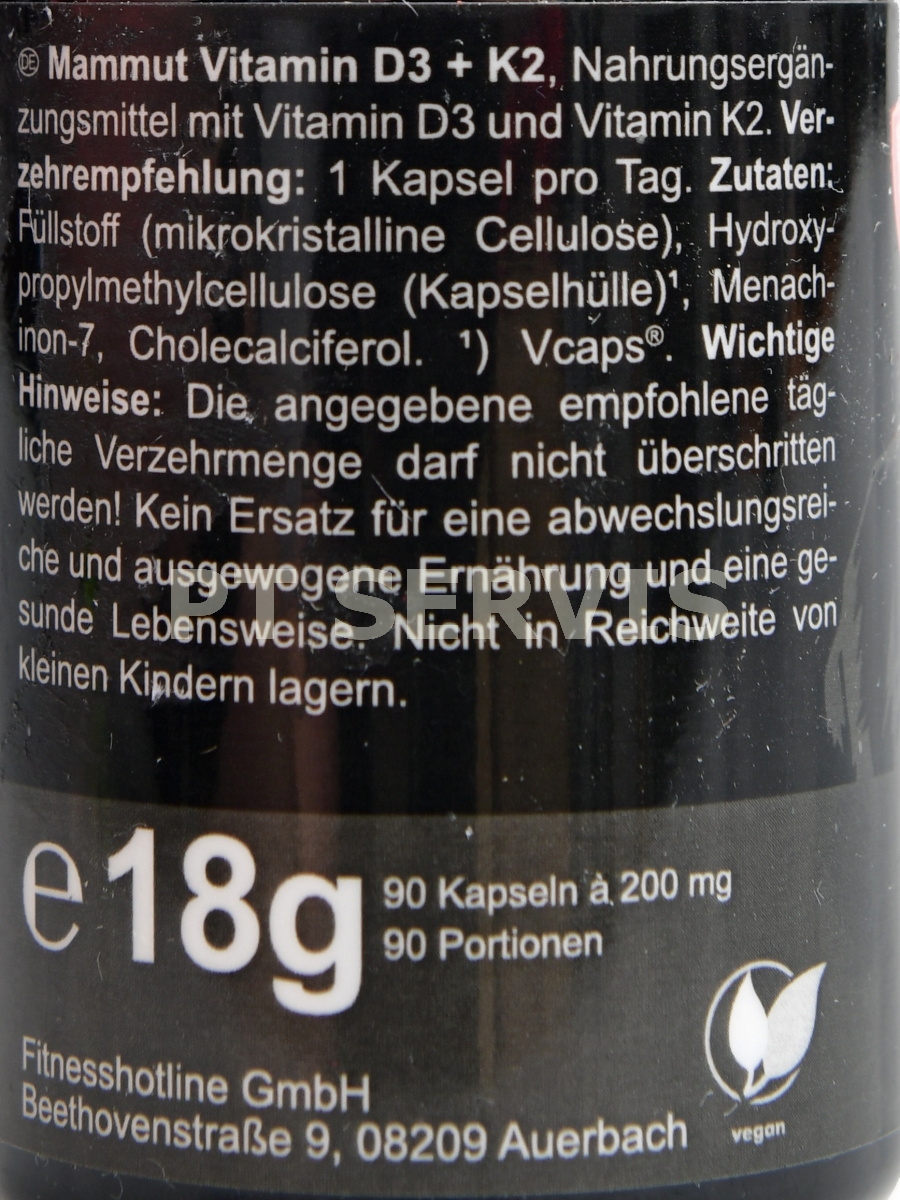 DE Mammut Vitamin D3 + K2, Nahrungsergän-
zungsmittel mit Vitamin D3 und Vitamin K2. Ver-
zehrempfehlung: 1 Kapsel pro Tag. Zutaten:
Füllstoff (mikrokristalline Cellulose), Hydroxy-
propylmethylcellulose (Kapselhülle)¹, Menach-
inon-7, Cholecalciferol. ¹) Vcaps®. Wichtige
Hinweise: Die angegebene empfohlene täg-
liche Verzehrmenge darf nicht überschritten
werden! Kein Ersatz für eine abwechslungsrei-
che und ausgewogene Ernährung und eine ge-
sunde Lebensweise. Nicht in Reichweite von
kleinen Kindern lagern.
PT SERVIS
e 18g
90 Kapseln à 200 mg
90 Portionen
Fitnesshotline GmbH
Beethovenstraße 9, 08209 Auerbach
vegan